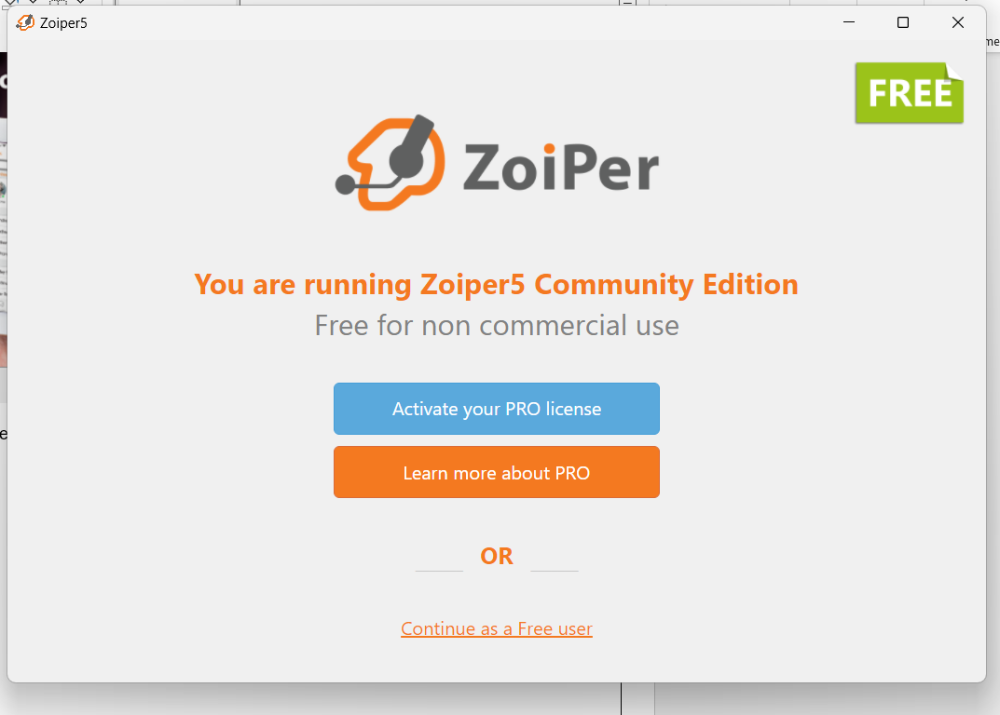 Zoiper5
FREE
ZoiPer
You are running Zoiper5 Community Edition
Free for non commercial use
Activate your PRO license
Learn more about PRO
OR
Continue as a Free user